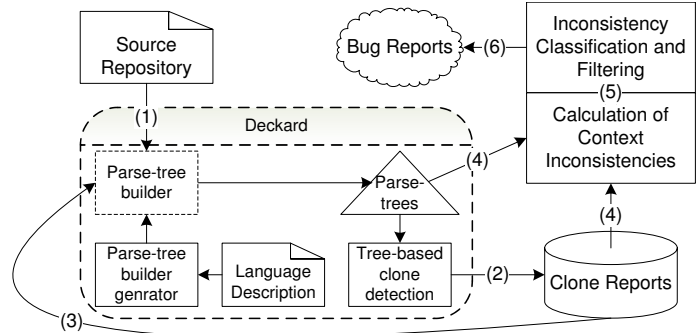 Source
Repository
Bug Reports
(6)
Inconsistency
Classification and
Filtering
(5)
Calculation of
Context
Inconsistencies
(1)
Deckard
(4)
Parse-tree
builder
Parse-
trees
(4)
Parse-tree
builder
genrator
Language
Description
Tree-based
clone
detection
(2)
Clone Reports
(3)